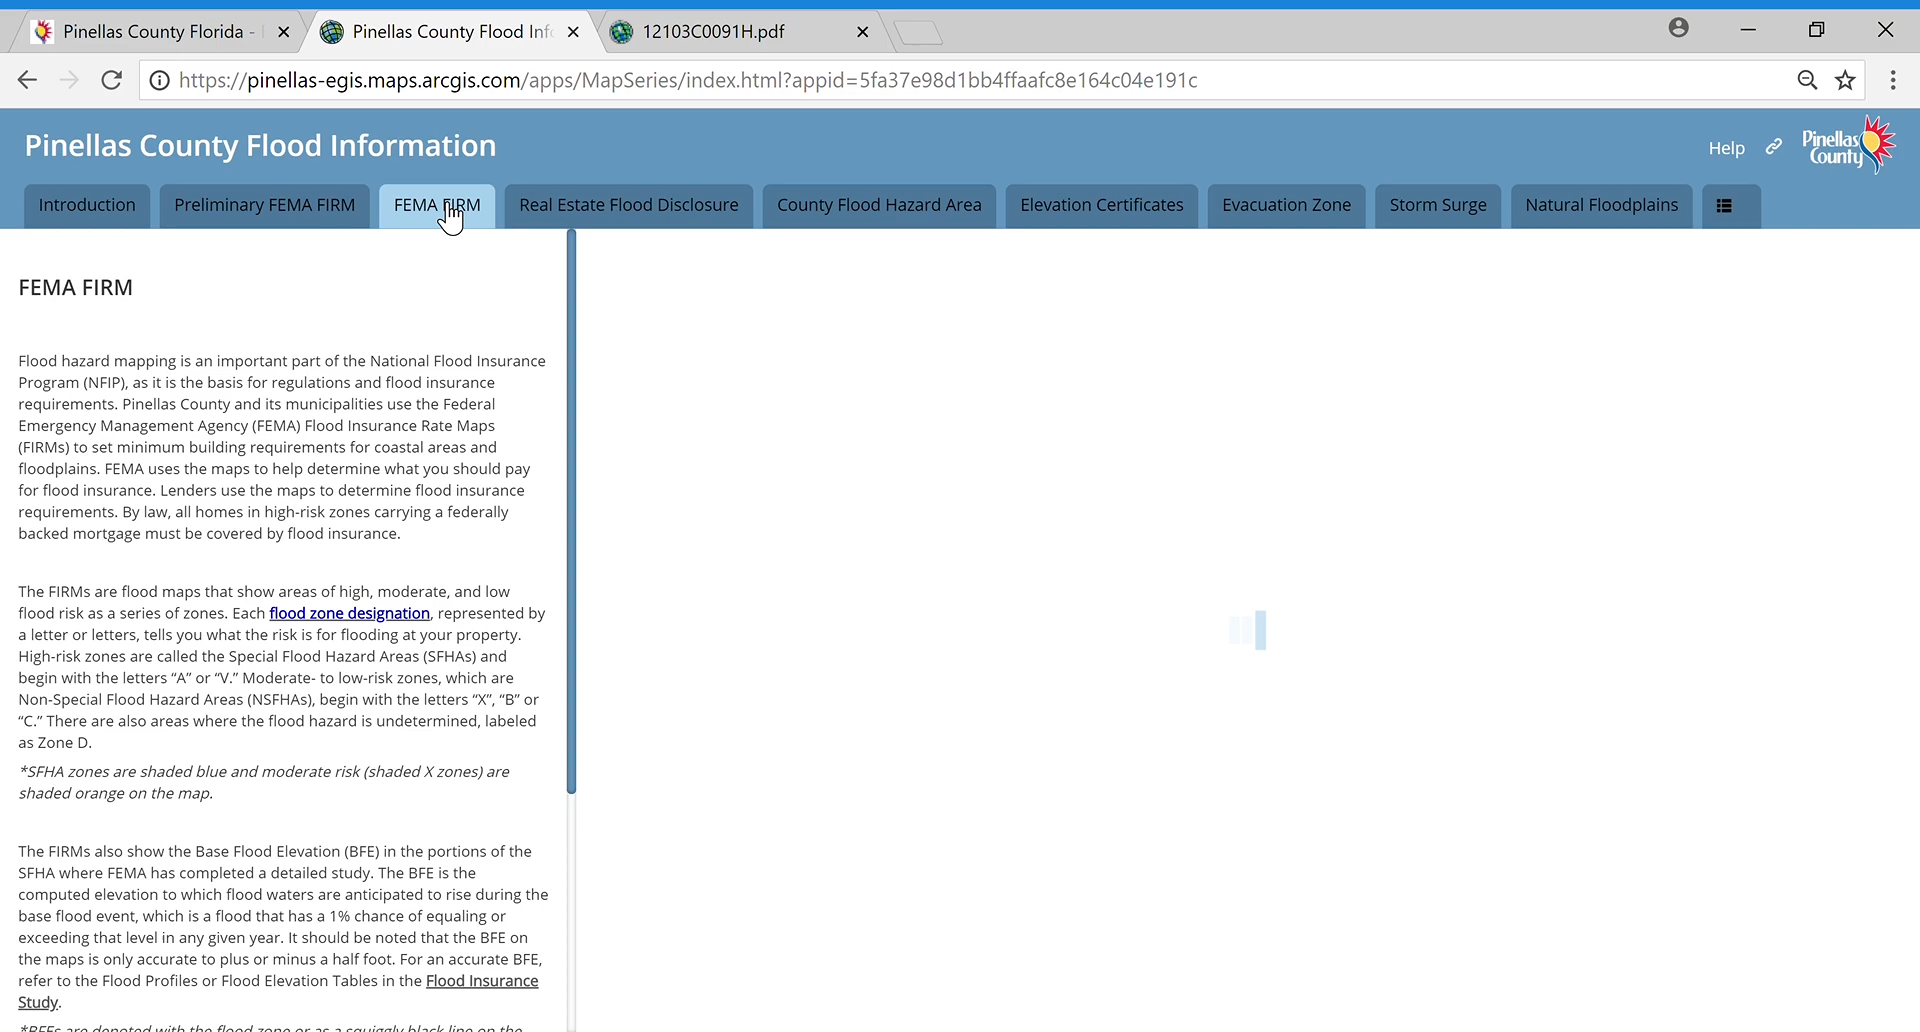 Pinellas County Florida -
Pinellas County Flood Inf
12103C0091H.pdf
https://pinellas-egis.maps.arcgis.com/apps/MapSeries/index.html?appid=5fa37e98d1bb4ffaafc8e164c04e191c
Pinellas County Flood Information
Help
Pinellas
County
Introduction
Preliminary FEMA FIRM
FEMA FIRM
Real Estate Flood Disclosure
County Flood Hazard Area
Elevation Certificates
Evacuation Zone
Storm Surge
Natural Floodplains
FEMA FIRM
Flood hazard mapping is an important part of the National Flood Insurance
Program (NFIP), as it is the basis for regulations and flood insurance
requirements. Pinellas County and its municipalities use the Federal
Emergency Management Agency (FEMA) Flood Insurance Rate Maps
(FIRMs) to set minimum building requirements for coastal areas and
floodplains. FEMA uses the maps to help determine what you should pay
for flood insurance. Lenders use the maps to determine flood insurance
requirements. By law, all homes in high-risk zones carrying a federally
backed mortgage must be covered by flood insurance.
The FIRMs are flood maps that show areas of high, moderate, and low
flood risk as a series of zones. Each flood zone designation, represented by
a letter or letters, tells you what the risk is for flooding at your property.
High-risk zones are called the Special Flood Hazard Areas (SFHAs) and
begin with the letters “A” or “V.” Moderate- to low-risk zones, which are
Non-Special Flood Hazard Areas (NSFHAs), begin with the letters “X”, “B” or
“C.” There are also areas where the flood hazard is undetermined, labeled
as Zone D.
*SFHA zones are shaded blue and moderate risk (shaded X zones) are
shaded orange on the map.
The FIRMs also show the Base Flood Elevation (BFE) in the portions of the
SFHA where FEMA has completed a detailed study. The BFE is the
computed elevation to which flood waters are anticipated to rise during the
base flood event, which is a flood that has a 1% chance of equaling or
exceeding that level in any given year. It should be noted that the BFE on
the maps is only accurate to plus or minus a half foot. For an accurate BFE,
refer to the Flood Profiles or Flood Elevation Tables in the Flood Insurance
Study.
*BFEs are denoted with the flood zone or as a squiggly black line on the